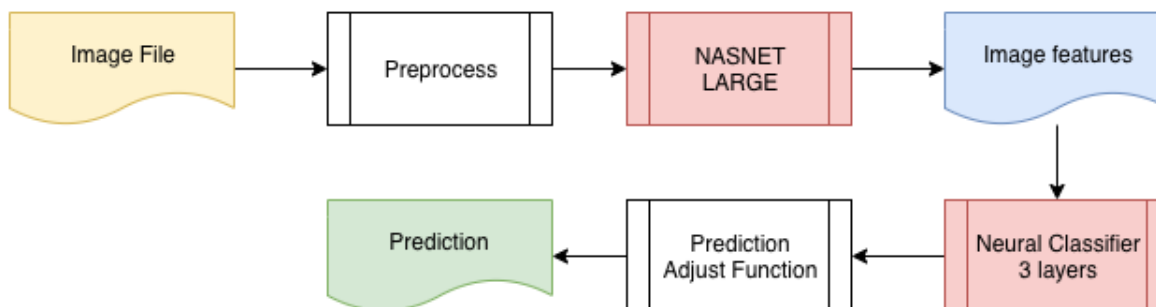 Image File
Preprocess
NASNET
LARGE
Image features
Neural Classifier
3 layers
Prediction
Adjust Function
Prediction